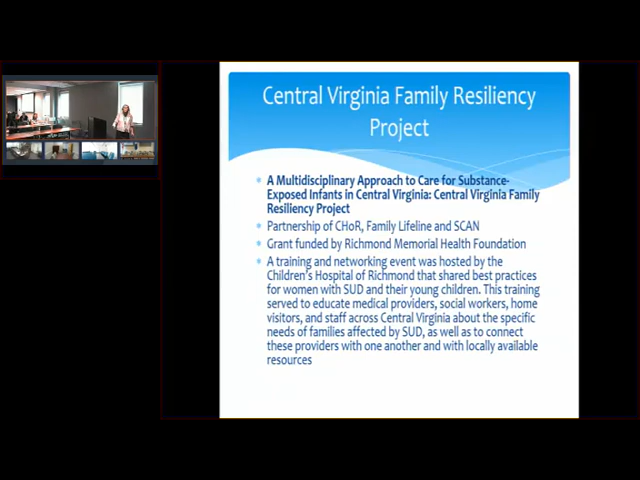 Central Virginia Family Resiliency
Project
A Multidisciplinary Approach to Care for Substance-
Exposed Infants in Central Virginia: Central Virginia Family
Resiliency Project
Partnership of CHoR, Family Lifeline and SCAN
Grant funded by Richmond Memorial Health Foundation
A training and networking event was hosted by the
Children's Hospital of Richmond that shared best practices
for women with SUD and their young children. This training
served to educate medical providers, social workers, home
visitors, and staff across Central Virginia about the specific
needs of families affected by SUD, as well as to connect
these providers with one another and with locally available
resources